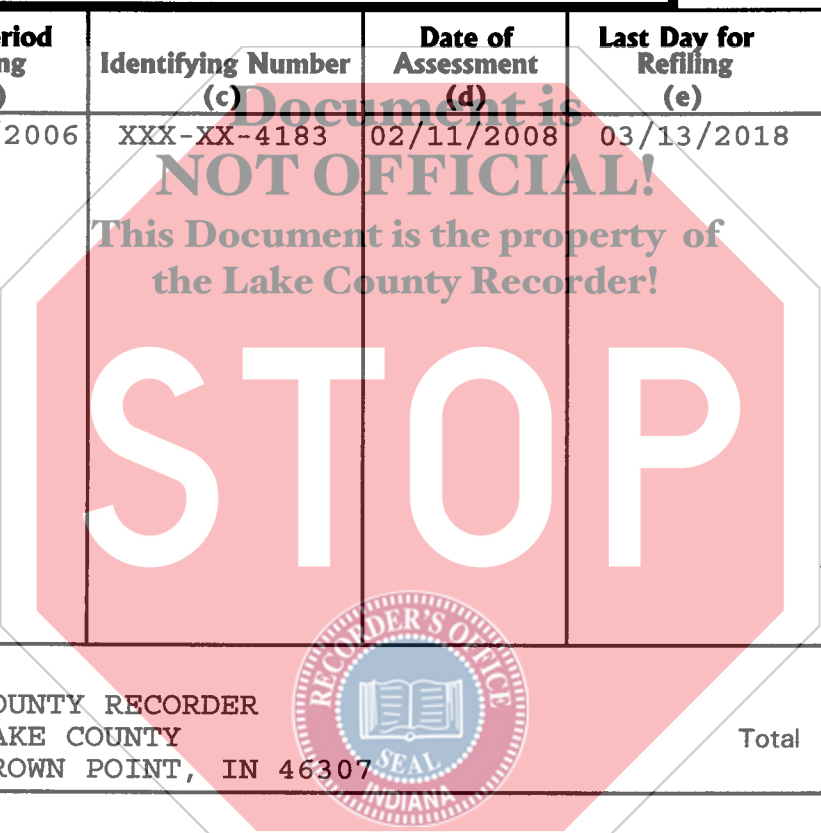 riod Date of Last Day for
ng Identifying Number Assessment Refiling
) (c) (d) (e)
/2006 XXX-XX-4183 02/11/2008 03/13/2018
Document is
NOT OFFICIAL!
This Document is the property of
the Lake County Recorder!
STOP
OUNTY RECORDER
AKE COUNTY
ROWN POINT, IN 46307
Total
RECORDER'S OFFICE
SEAL
INDIANA